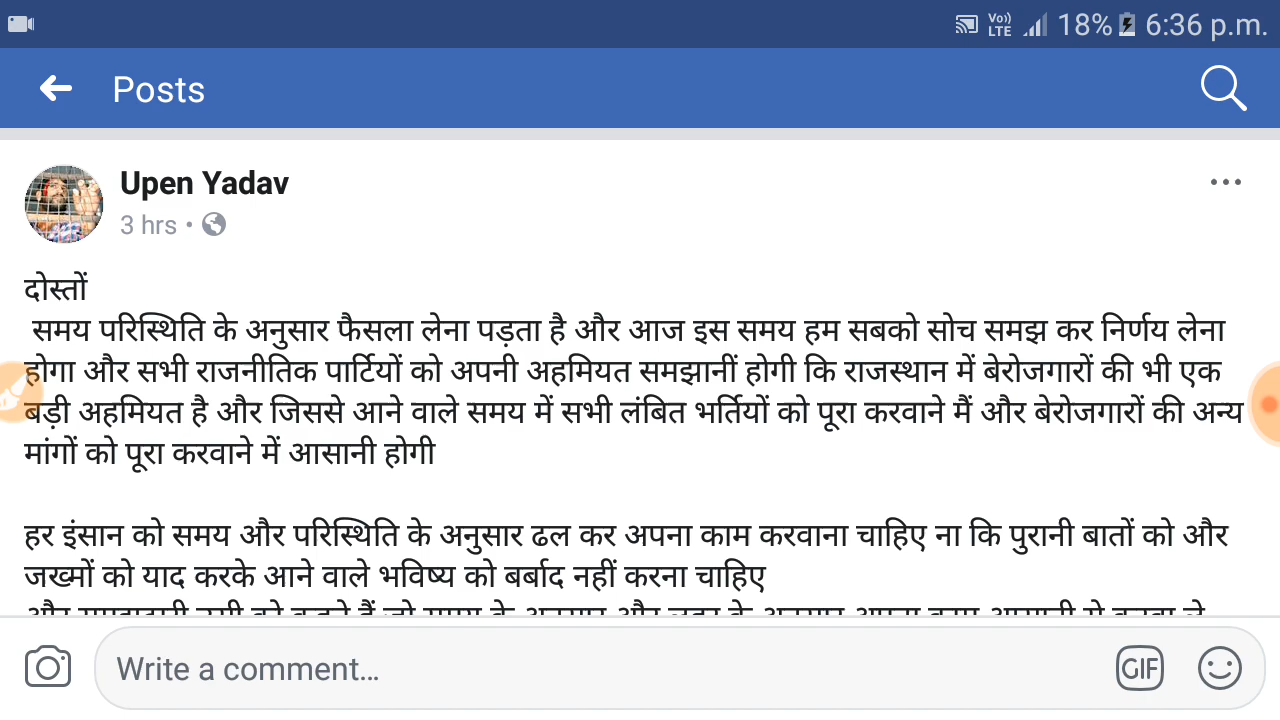 Vo)) LTE 18% 6:36 p.m.
Posts
Upen Yadav
3 hrs •
दोस्तों
समय परिस्थिति के अनुसार फैसला लेना पड़ता है और आज इस समय हम सबको सोच समझ कर निर्णय लेना
होगा और सभी राजनीतिक पार्टियों को अपनी अहमियत समझानीं होगी कि राजस्थान में बेरोजगारों की भी एक
बड़ी अहमियत है और जिससे आने वाले समय में सभी लंबित भर्तियों को पूरा करवाने मैं और बेरोजगारों की अन्य
मांगों को पूरा करवाने में आसानी होगी
हर इंसान को समय और परिस्थिति के अनुसार ढल कर अपना काम करवाना चाहिए ना कि पुरानी बातों को और
जख्मों को याद करके आने वाले भविष्य को बर्बाद नहीं करना चाहिए
Write a comment...
GIF